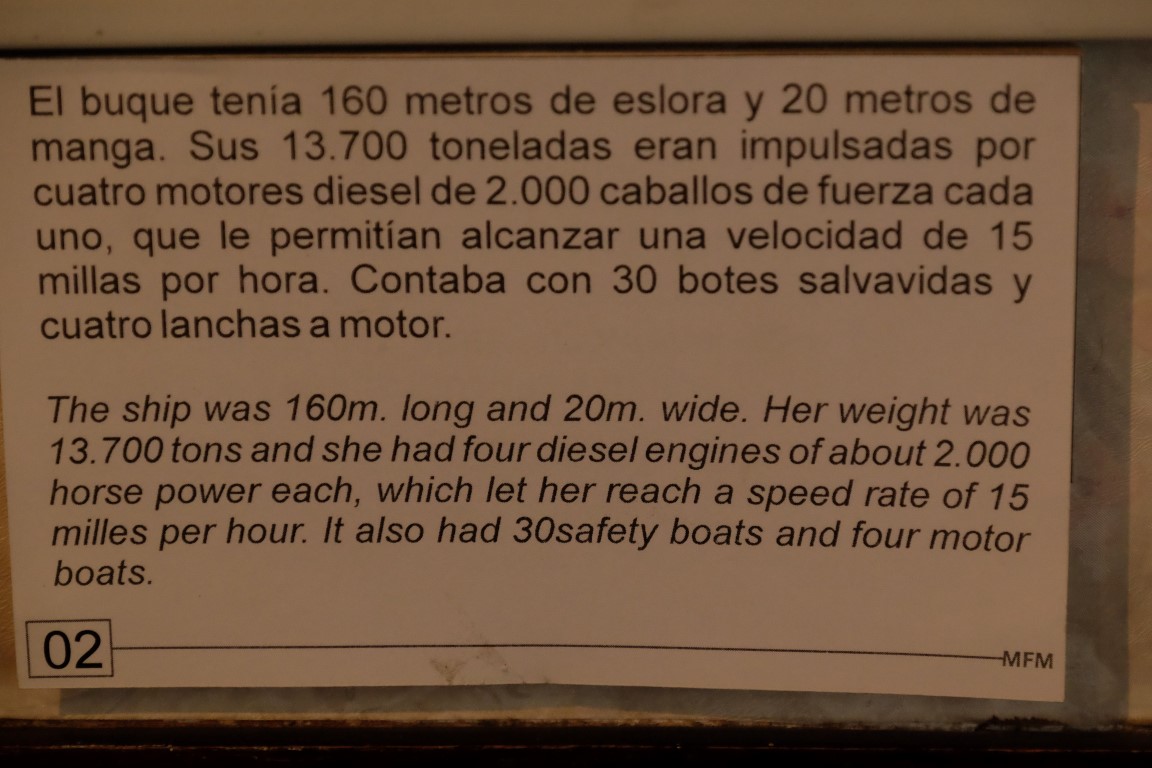 El buque tenía 160 metros de eslora y 20 metros de
manga. Sus 13.700 toneladas eran impulsadas por
cuatro motores diesel de 2.000 caballos de fuerza cada
uno, que le permitían alcanzar una velocidad de 15
millas por hora. Contaba con 30 botes salvavidas y
cuatro lanchas a motor.
The ship was 160m. long and 20m. wide. Her weight was
13.700 tons and she had four diesel engines of about 2.000
horse power each, which let her reach a speed rate of 15
milles per hour. It also had 30safety boats and four motor
boats.
02
MFM